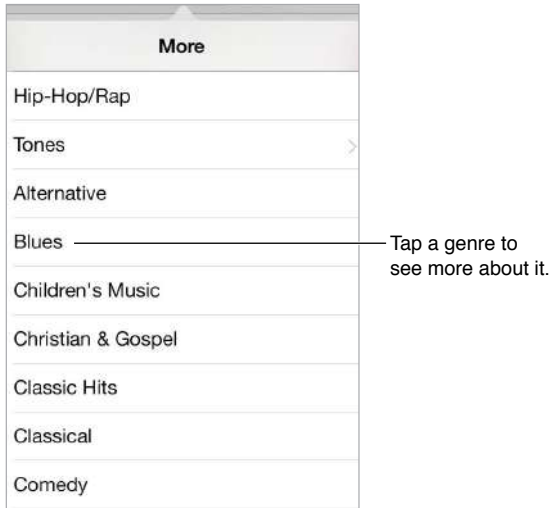 More
Hip-Hop/Rap
Tones
Alternative
Blues
Tap a genre to
see more about it.
Children's Music
Christian & Gospel
Classic Hits
Classical
Comedy